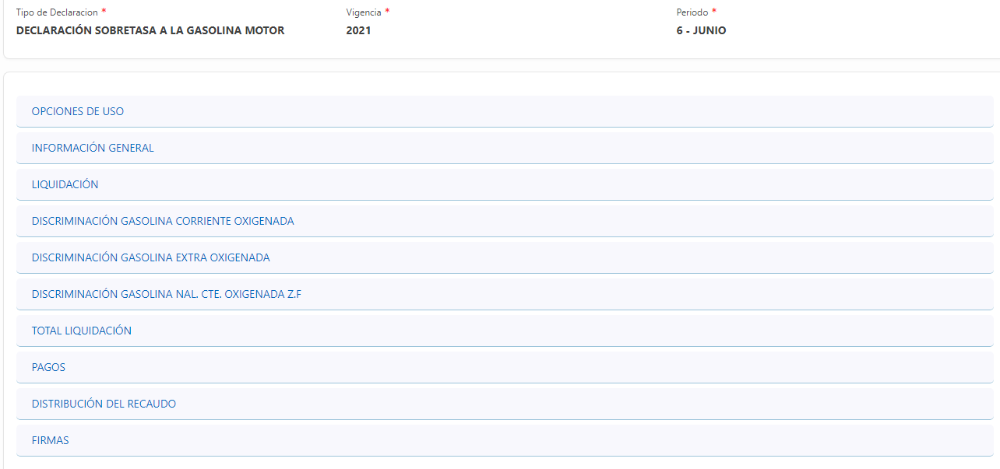 Tipo de Declaracion *
Vigencia *
Periodo *
DECLARACIÓN SOBRETASA A LA GASOLINA MOTOR
2021
6 - JUNIO
OPCIONES DE USO
INFORMACIÓN GENERAL
LIQUIDACIÓN
DISCRIMINACIÓN GASOLINA CORRIENTE OXIGENADA
DISCRIMINACIÓN GASOLINA EXTRA OXIGENADA
DISCRIMINACIÓN GASOLINA NAL. CTE. OXIGENADA Z.F
TOTAL LIQUIDACIÓN
PAGOS
DISTRIBUCIÓN DEL RECAUDO
FIRMAS